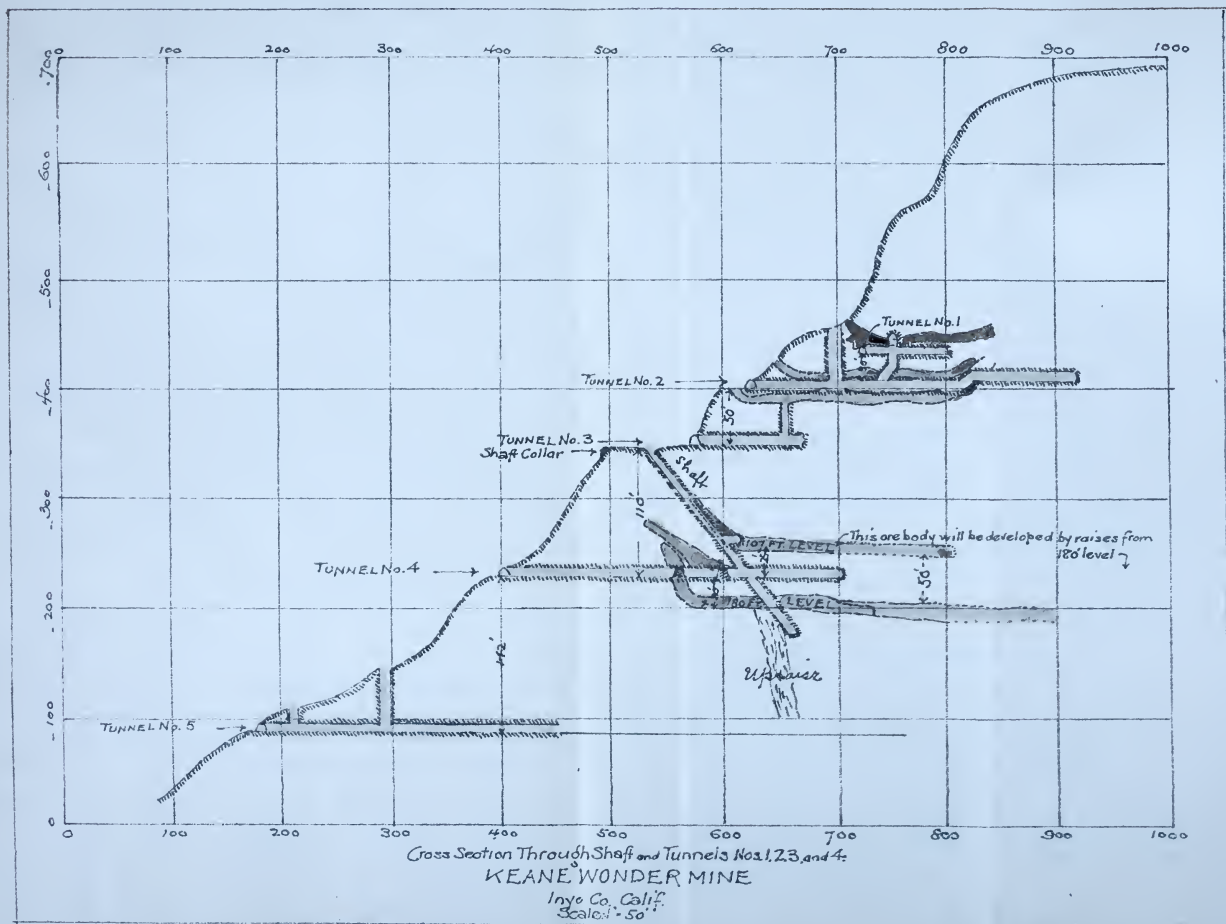 0 100 200 300 400 500 600 700 800 900 1000
700
600
500
TUNNEL No. 1
TUNNEL No. 2
400
50'
TUNNEL No. 3
Shaft Collar
Shaft
110'
300
107 FT. LEVEL
This ore body will be developed by raises from
180' level
25'
50'
TUNNEL No. 4
180 FT. LEVEL
200
142'
Upraise
100
TUNNEL No. 5
0
0 100 200 300 400 500 600 700 800 900 1000
Cross Section Through Shaft and Tunnels Nos. 1, 2, 3, and 4.
KEANE WONDER MINE
Inyo Co. Calif.
Scale: 1" - 50'